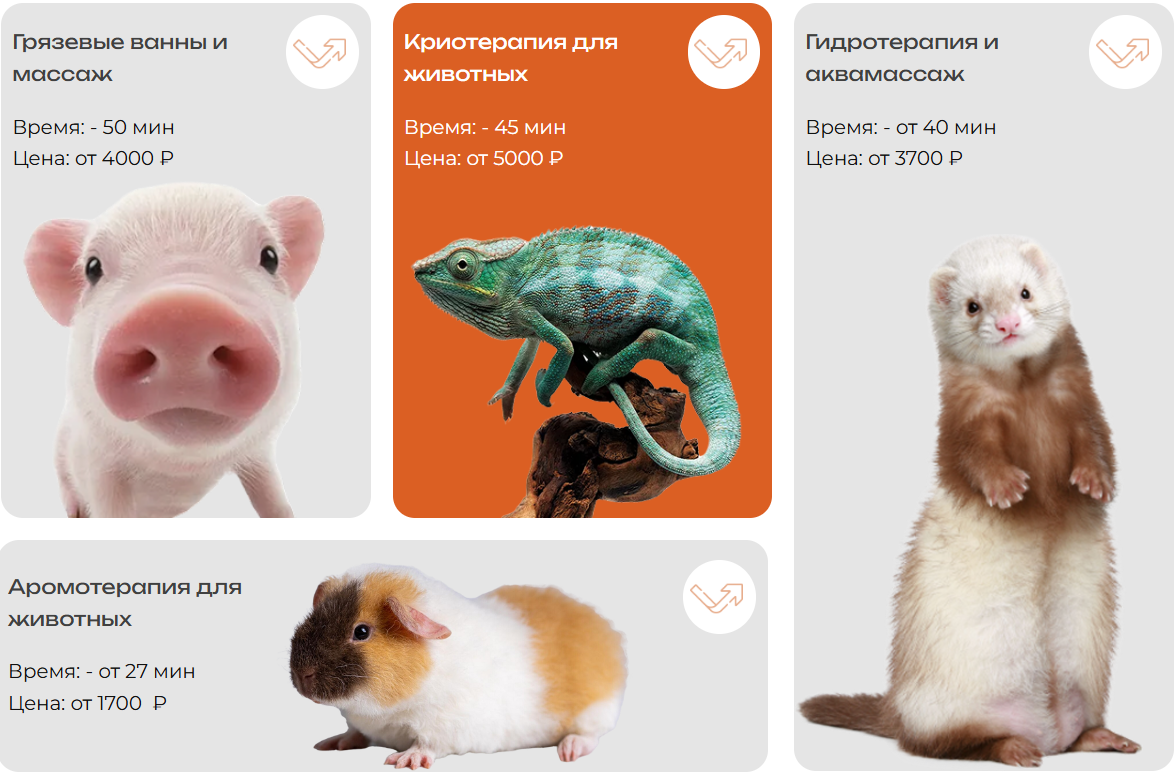 Грязевые ванны и
массаж
Время: - 50 мин
Цена: от 4000 ₽
Криотерапия для
животных
Время: - 45 мин
Цена: от 5000 ₽
Гидротерапия и
аквамассаж
Время: - от 40 мин
Цена: от 3700 ₽
Аромотерапия для
животных
Время: - от 27 мин
Цена: от 1700 ₽